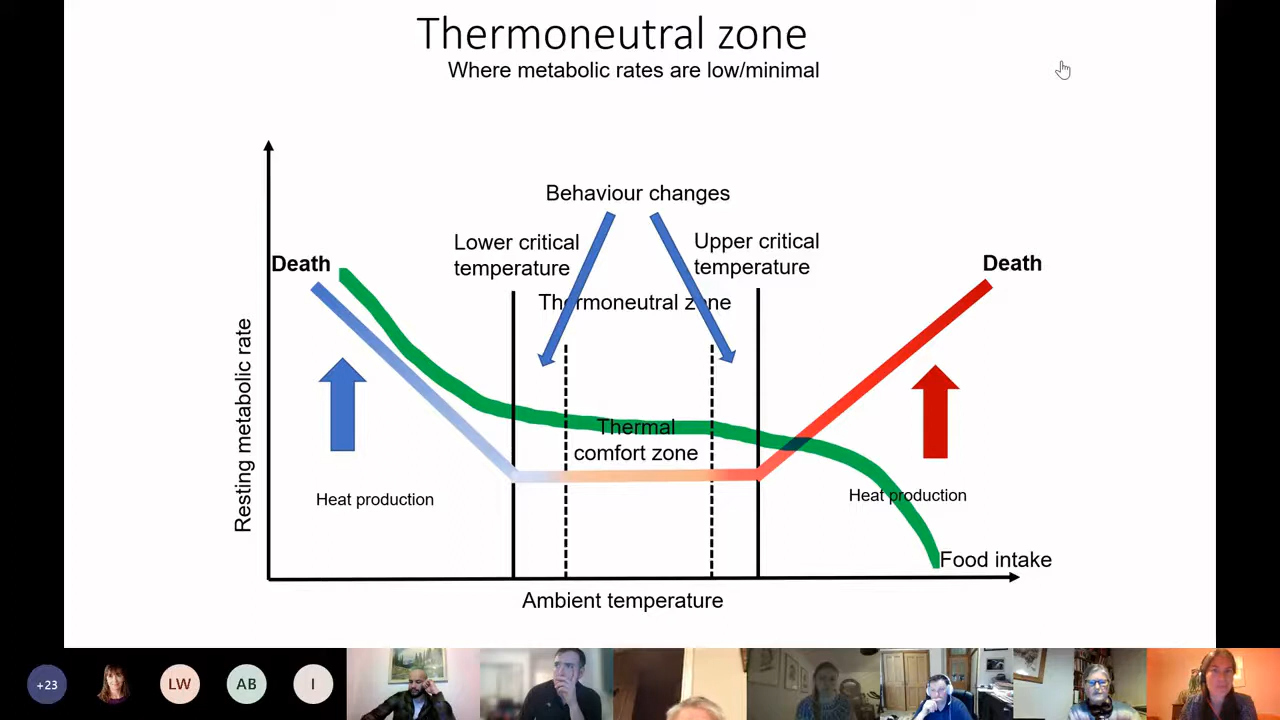 Thermoneutral zone
Where metabolic rates are low/minimal
Behaviour changes
Lower critical
temperature
Upper critical
temperature
Death
Death
Thermoneutral zone
Resting metabolic rate
Thermal
comfort zone
Heat production
Heat production
Food intake
Ambient temperature
+23
LW
AB
I